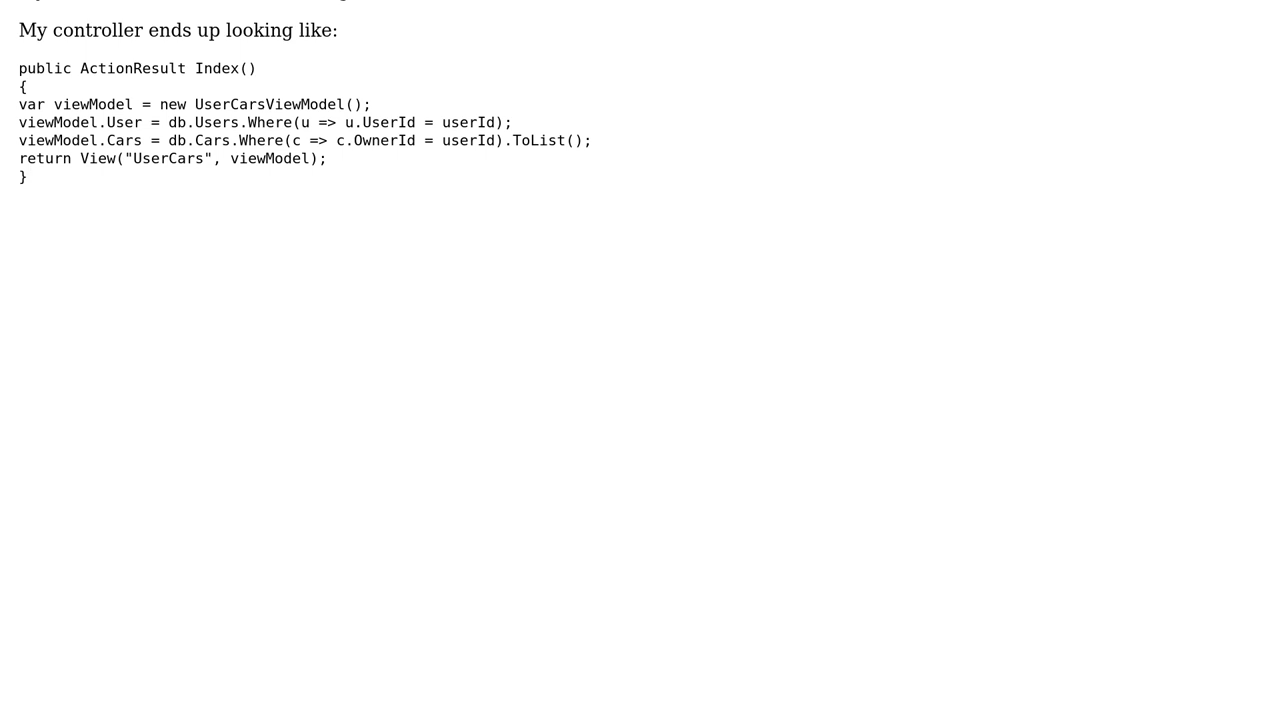 My controller ends up looking like:
public ActionResult Index()
{
var viewModel = new UserCarsViewModel();
viewModel.User = db.Users.Where(u => u.UserId = userId);
viewModel.Cars = db.Cars.Where(c => c.OwnerId = userId).ToList();
return View("UserCars", viewModel);
}